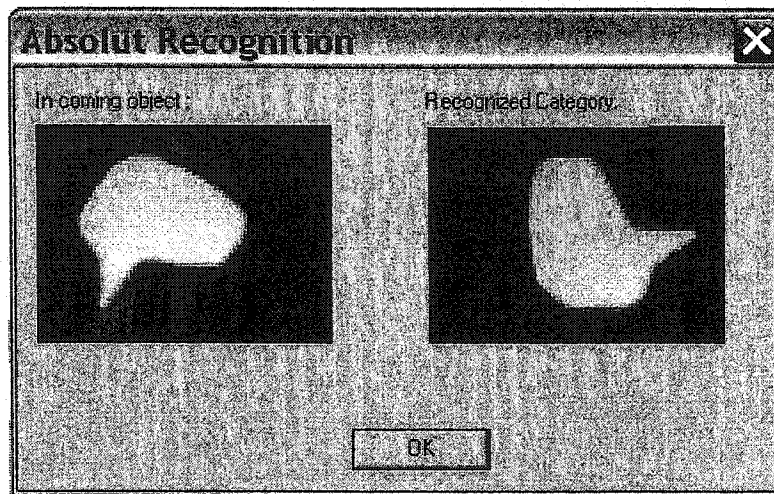 Absolut Recognition
In coming object :
Recognized Category.
OK